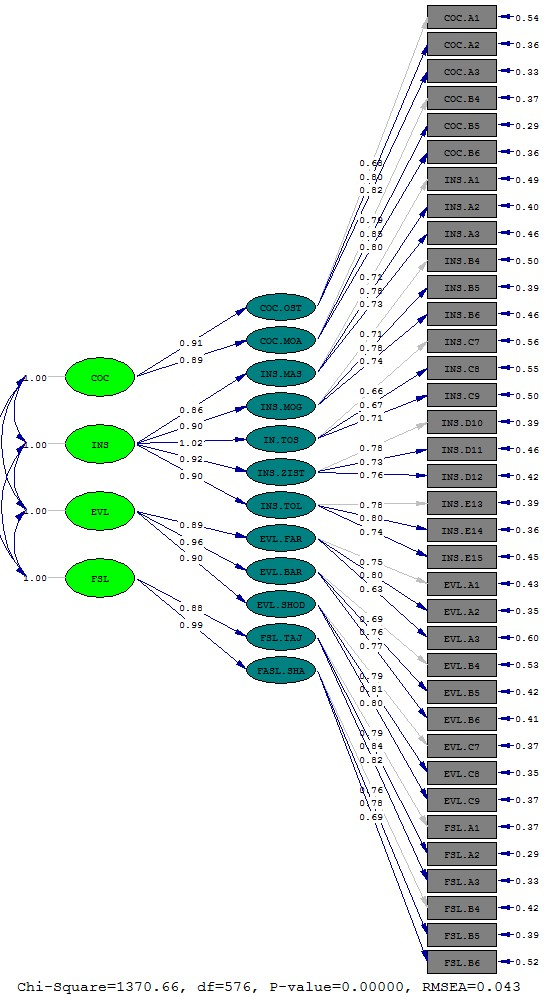 COC.A1 0.54
COC.A2 0.36
COC.A3 0.33
COC.B4 0.37
COC.B5 0.29
COC.B6 0.36
INS.A1 0.49
INS.A2 0.40
INS.A3 0.46
INS.B4 0.50
INS.B5 0.39
INS.B6 0.46
INS.C7 0.56
INS.C8 0.55
INS.C9 0.50
INS.D10 0.39
INS.D11 0.46
INS.D12 0.42
INS.E13 0.39
INS.E14 0.36
INS.E15 0.45
EVL.A1 0.43
EVL.A2 0.35
EVL.A3 0.60
EVL.B4 0.53
EVL.B5 0.42
EVL.B6 0.41
EVL.C7 0.37
EVL.C8 0.35
EVL.C9 0.37
FSL.A1 0.37
FSL.A2 0.29
FSL.A3 0.33
FSL.B4 0.42
FSL.B5 0.39
FSL.B6 0.52
0.68
0.80
0.82
0.79
0.85
0.80
0.71
0.78
0.73
0.71
0.78
0.74
0.66
0.67
0.71
0.78
0.73
0.76
0.78
0.80
0.74
0.75
0.80
0.63
0.69
0.76
0.77
0.79
0.81
0.80
0.79
0.84
0.82
0.76
0.78
0.69
COC.OST
COC.MOA
INS.MAS
INS.MOG
IN.TOS
INS.ZIST
INS.TOL
EVL.FAR
EVL.BAR
EVL.SHOD
FSL.TAJ
FASL.SHA
0.91
0.89
0.86
0.90
1.02
0.92
0.90
0.89
0.96
0.90
0.88
0.99
1.00 COC
1.00 INS
1.00 EVL
1.00 FSL
Chi-Square=1370.66, df=576, P-value=0.00000, RMSEA=0.043